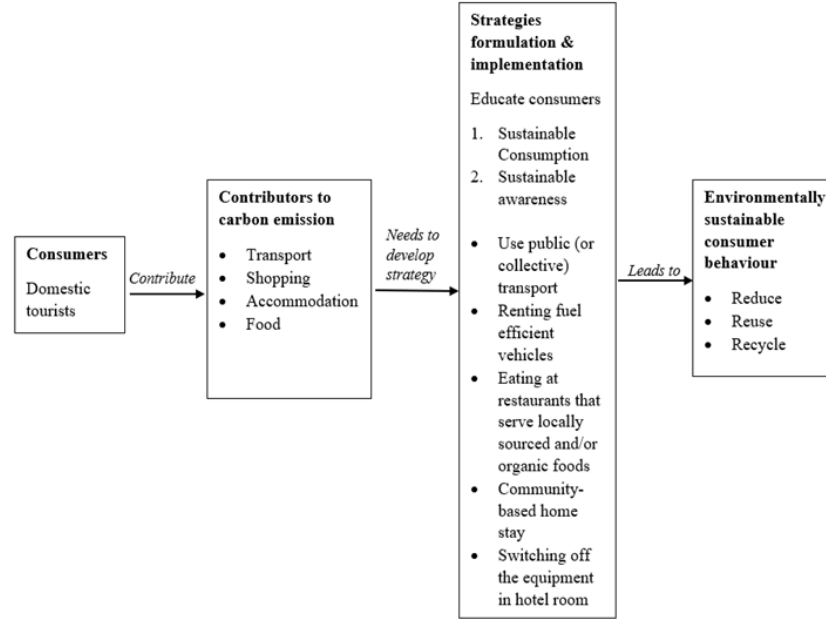 Consumers
Domestic
tourists
Contribute
Contributors to
carbon emission
• Transport
• Shopping
• Accommodation
• Food
Needs to
develop
strategy
Strategies
formulation &
implementation
Educate consumers
1. Sustainable
Consumption
2. Sustainable
awareness
• Use public (or
collective)
transport
• Renting fuel
efficient
vehicles
• Eating at
restaurants that
serve locally
sourced and/or
organic foods
• Community-
based home
stay
• Switching off
the equipment
in hotel room
Leads to
Environmentally
sustainable
consumer
behaviour
• Reduce
• Reuse
• Recycle